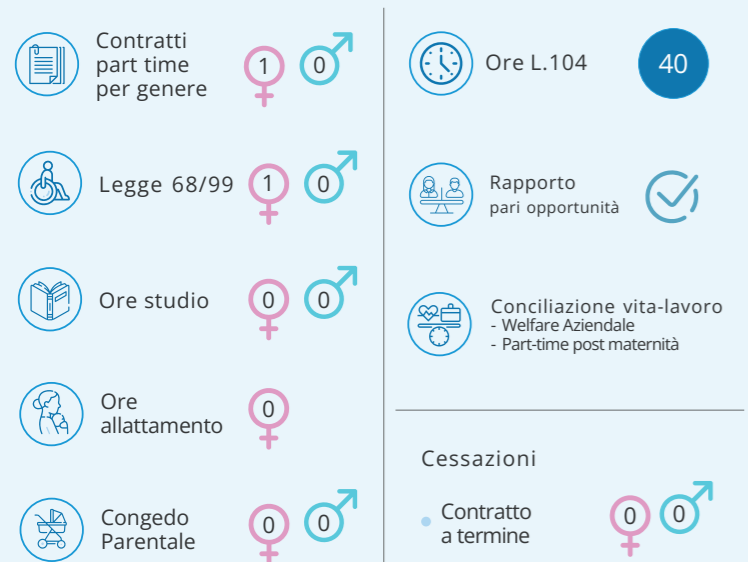 Contratti
part time
per genere
1
0
Legge 68/99
1
0
Ore studio
0
0
Ore
allattamento
0
Congedo
Parentale
0
0
Ore L.104
40
Rapporto
pari opportunità
Conciliazione vita-lavoro
- Welfare Aziendale
- Part-time post maternità
Cessazioni
Contratto
a termine
0
0